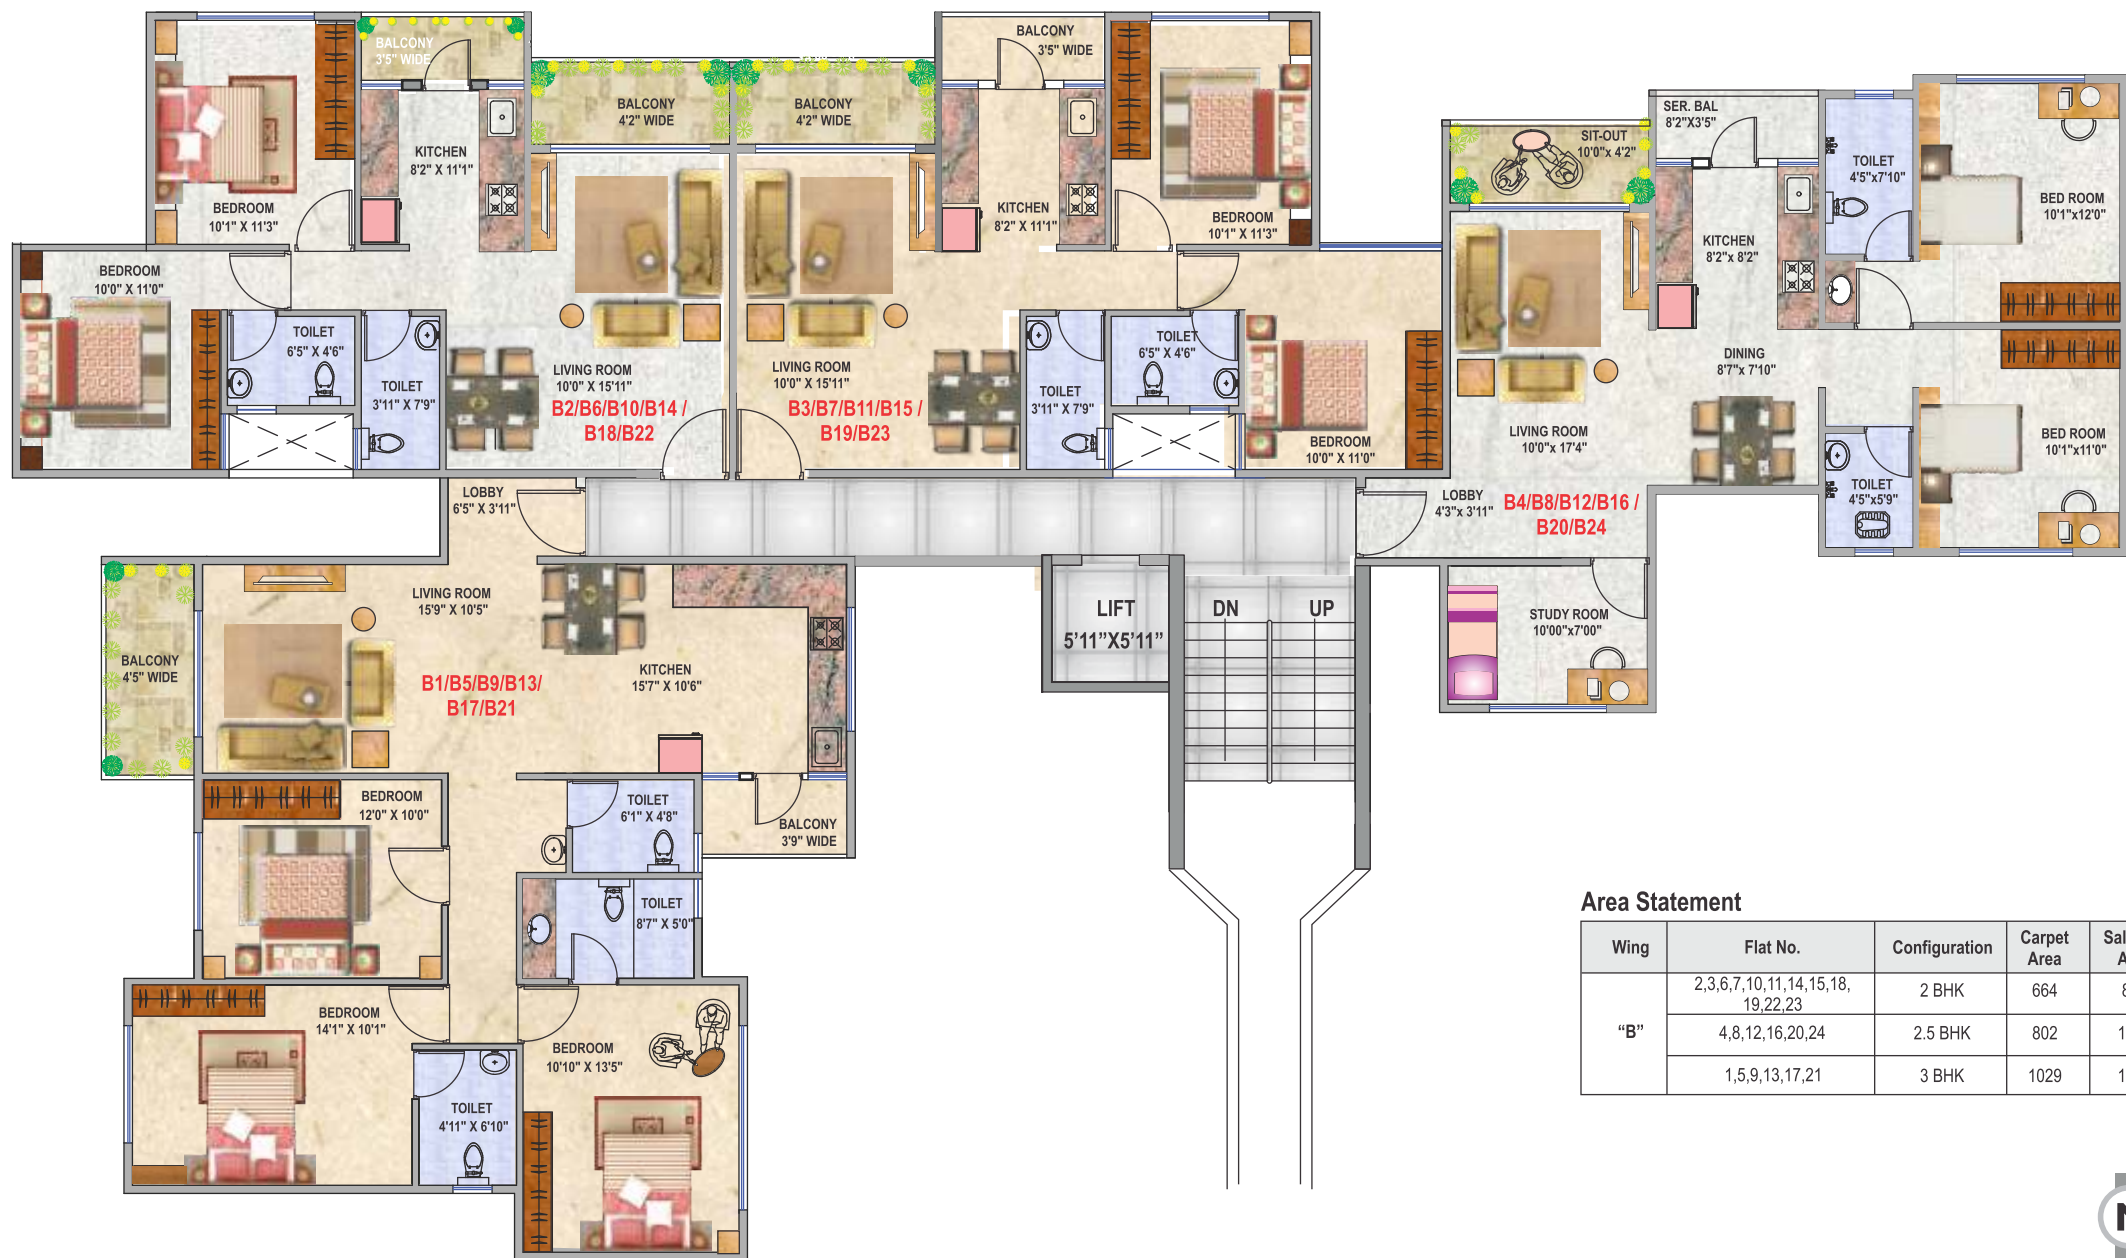 BALCONY
3'5" WIDE
BEDROOM
10'1" X 11'3"
KITCHEN
8'2" X 11'1"
BALCONY
4'2" WIDE
BALCONY
4'2" WIDE
BALCONY
3'5" WIDE
KITCHEN
8'2" X 11'1"
BEDROOM
10'1" X 11'3"
SIT-OUT
10'0"x 4'2"
SER. BAL
8'2"X3'5"
TOILET
4'5"x7'10"
BED ROOM
10'1"x12'0"
KITCHEN
8'2"x 8'2"
BEDROOM
10'0" X 11'0"
TOILET
6'5" X 4'6"
TOILET
3'11" X 7'9"
LIVING ROOM
10'0" X 15'11"
B2/B6/B10/B14 /
B18/B22
LIVING ROOM
10'0" X 15'11"
B3/B7/B11/B15 /
B19/B23
TOILET
3'11" X 7'9"
TOILET
6'5" X 4'6"
BEDROOM
10'0" X 11'0"
DINING
8'7"x 7'10"
LIVING ROOM
10'0"x 17'4"
BED ROOM
10'1"x11'0"
TOILET
4'5"x5'9"
LOBBY
6'5" X 3'11"
LOBBY
4'3"x 3'11"
B4/B8/B12/B16 /
B20/B24
LIVING ROOM
15'9" X 10'5"
BALCONY
4'5" WIDE
B1/B5/B9/B13/
B17/B21
KITCHEN
15'7" X 10'6"
LIFT
5'11"X5'11"
DN
UP
STUDY ROOM
10'00"x7'00"
BEDROOM
12'0" X 10'0"
TOILET
6'1" X 4'8"
BALCONY
3'9" WIDE
TOILET
8'7" X 5'0"
BEDROOM
14'1" X 10'1"
BEDROOM
10'10" X 13'5"
TOILET
4'11" X 6'10"
Area Statement
Wing Flat No. Configuration Carpet Area
2,3,6,7,10,11,14,15,18,
19,22,23 2 BHK 664
"B" 4,8,12,16,20,24 2.5 BHK 802
1,5,9,13,17,21 3 BHK 1029